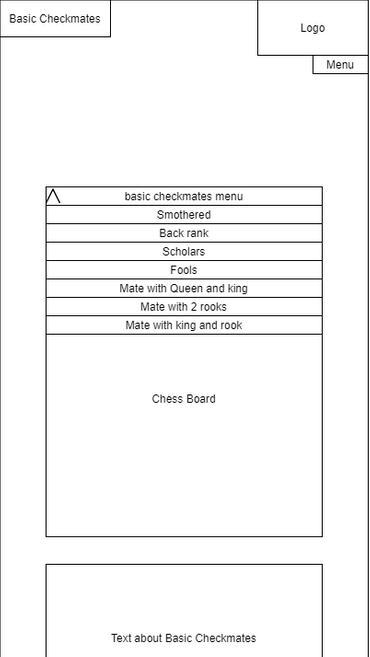 Basic Checkmates
Logo
Menu
basic checkmates menu
Smothered
Back rank
Scholars
Fools
Mate with Queen and king
Mate with 2 rooks
Mate with king and rook
Chess Board
Text about Basic Checkmates